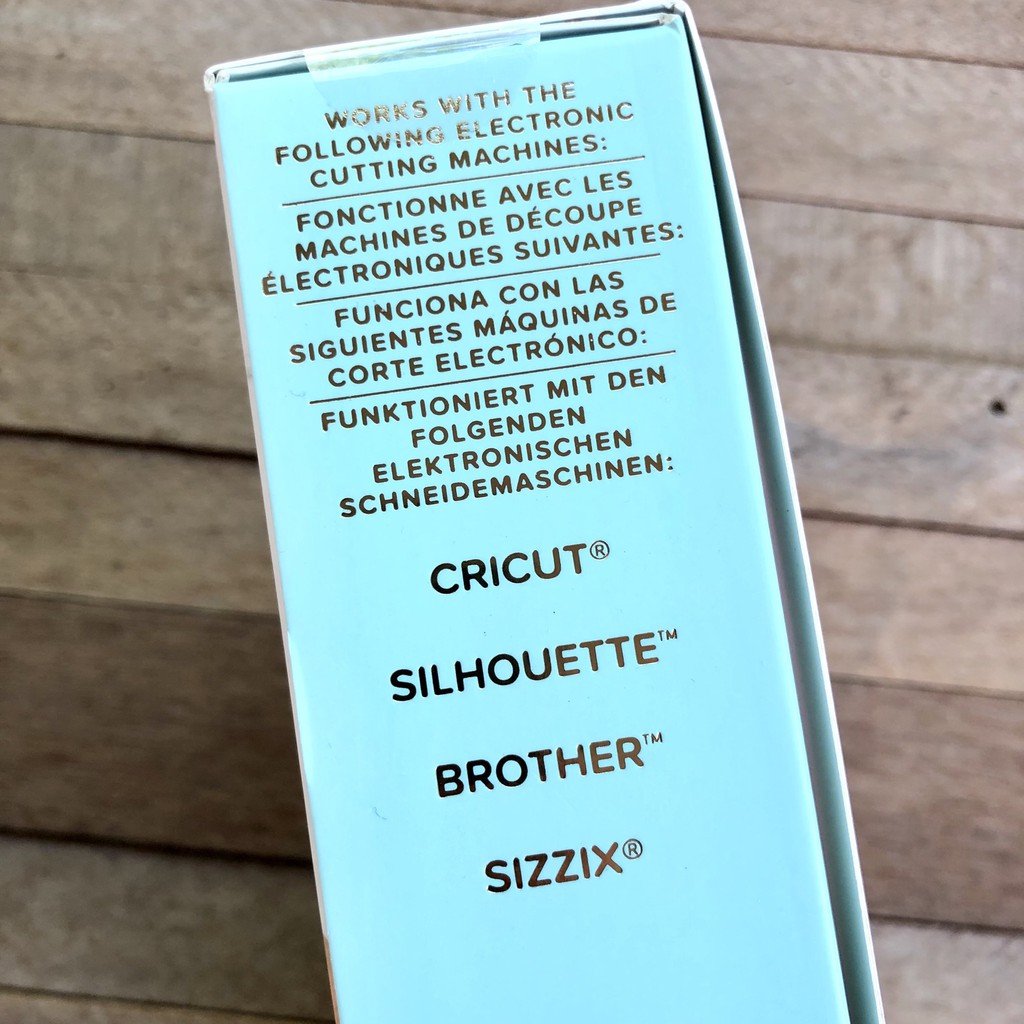 WORKS WITH THE
FOLLOWING ELECTRONIC
CUTTING MACHINES:
FONCTIONNE AVEC LES
MACHINES DE DÉCOUPE
ÉLECTRONIQUES SUIVANTES:
FUNCIONA CON LAS
SIGUIENTES MÁQUINAS DE
CORTE ELECTRÓNICO:
FUNKTIONIERT MIT DEN
FOLGENDEN
ELEKTRONISCHEN
SCHNEIDEMASCHINEN:
CRICUT®
SILHOUETTE™
BROTHER™
SIZZIX®